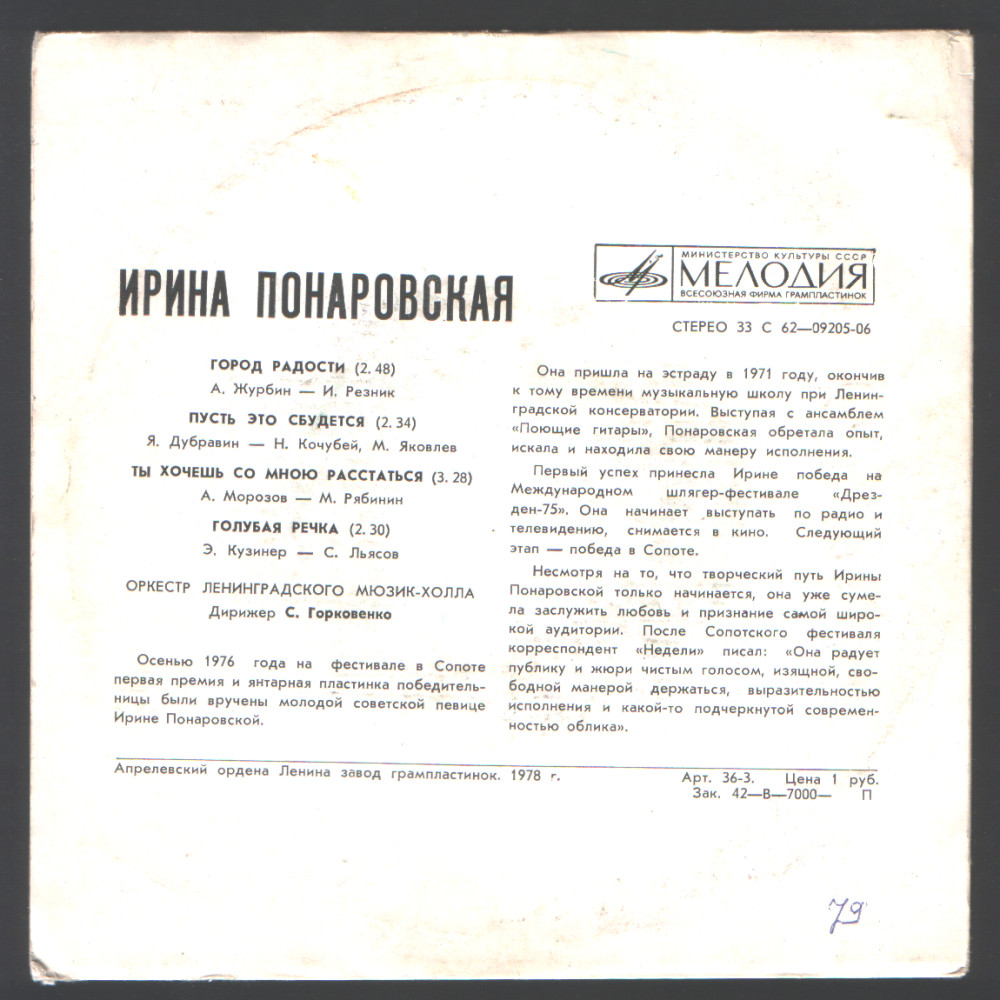 ИРИНА ПОНАРОВСКАЯ
ГОРОД РАДОСТИ (2. 48)
А. Журбин — И. Резник
ПУСТЬ ЭТО СБУДЕТСЯ (2. 34)
Я. Дубравин — Н. Кочубей, М. Яковлев
ТЫ ХОЧЕШЬ СО МНОЮ РАССТАТЬСЯ (3. 28)
А. Морозов — М. Рябинин
ГОЛУБАЯ РЕЧКА (2. 30)
Э. Кузинер — С. Льясов
ОРКЕСТР ЛЕНИНГРАДСКОГО МЮЗИК-ХОЛЛА
Дирижер С. Горковенко
Осенью 1976 года на фестивале в Сопоте
первая премия и янтарная пластинка победитель-
ницы были вручены молодой советской певице
Ирине Понаровской.
МИНИСТЕРСТВО КУЛЬТУРЫ СССР
МЕЛОДИЯ
ВСЕСОЮЗНАЯ ФИРМА ГРАМПЛАСТИНОК
СТЕРЕО 33 С 62—09205-06
Она пришла на эстраду в 1971 году, окончив
к тому времени музыкальную школу при Ленин-
градской консерватории. Выступая с ансамблем
«Поющие гитары», Понаровская обретала опыт,
искала и находила свою манеру исполнения.
Первый успех принесла Ирине победа на
Международном шлягер-фестивале «Дрез-
ден-75». Она начинает выступать по радио и
телевидению, снимается в кино. Следующий
этап — победа в Сопоте.
Несмотря на то, что творческий путь Ирины
Понаровской только начинается, она уже суме-
ла заслужить любовь и признание самой широ-
кой аудитории. После Сопотского фестиваля
корреспондент «Недели» писал: «Она радует
публику и жюри чистым голосом, изящной, сво-
бодной манерой держаться, выразительностью
исполнения и какой-то подчеркнутой современ-
ностью облика».
Апрелевский ордена Ленина завод грампластинок. 1978 г.
Арт. 36-3. Цена 1 руб.
Зак. 42—В—7000— П
79